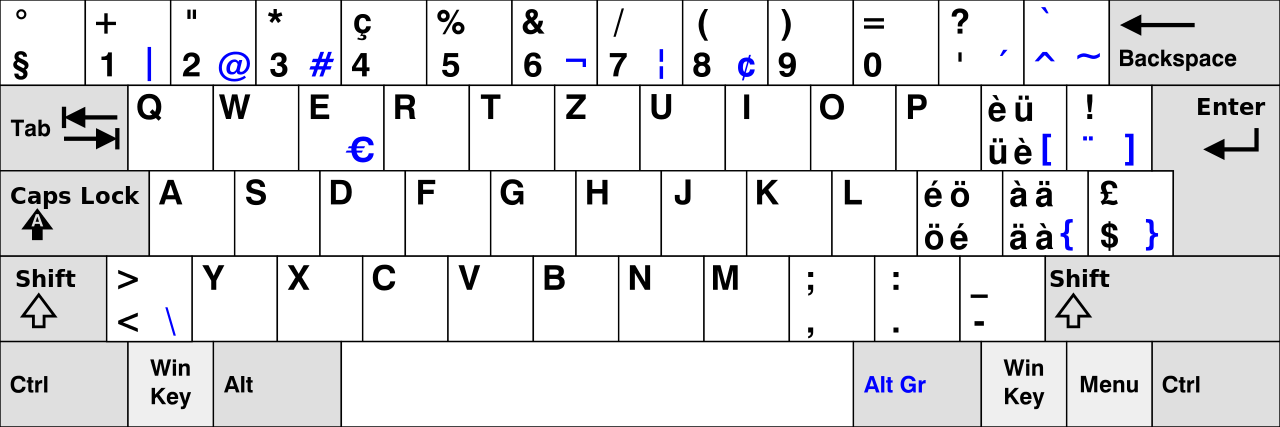 ° + " * ç % & / ( ) = ? ` Backspace
§ 1 | 2 @ 3 # 4 5 6 ¬ 7 ¦ 8 ¢ 9 0 ' ´ ^ ~
Tab Q W E R T Z U I O P è ü ! Enter
€ ü è [ ¨ ]
Caps Lock A S D F G H J K L é ö à ä £
A ö é ä à { $ }
Shift > Y X C V B N M ; : _ Shift
< \ , . -
Ctrl Win Key Alt Alt Gr Win Key Menu Ctrl